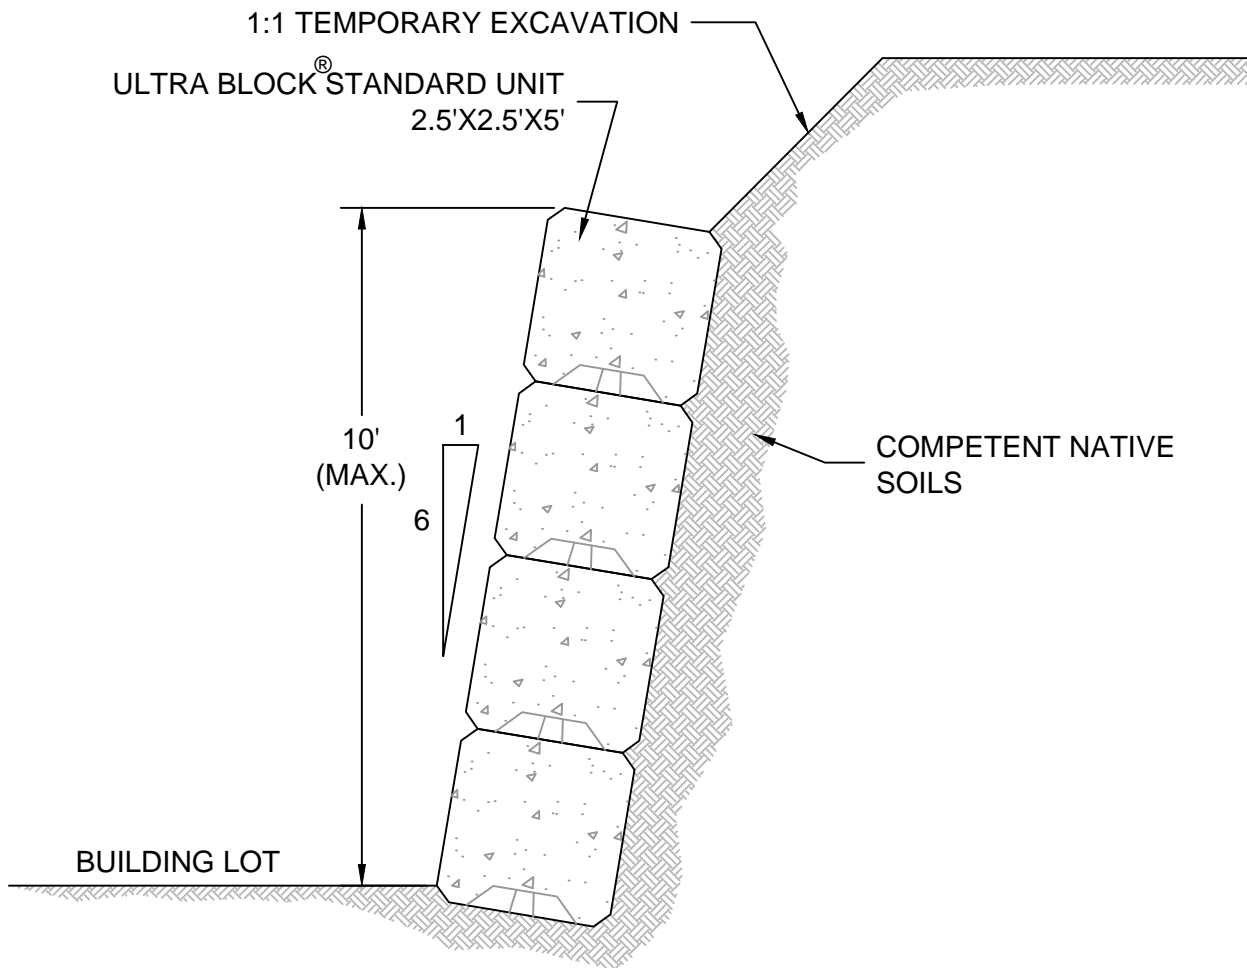 1:1 TEMPORARY EXCAVATION
ULTRA BLOCK® STANDARD UNIT
2.5'X2.5'X5'
10'
(MAX.)
1
6
COMPETENT NATIVE
SOILS
BUILDING LOT